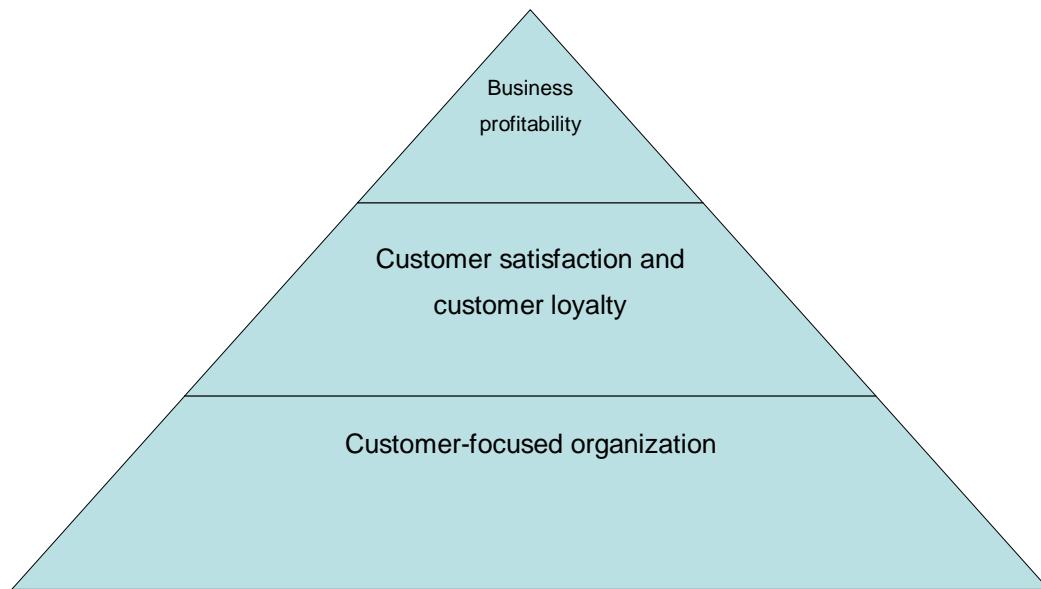 Business
profitability
Customer satisfaction and
customer loyalty
Customer-focused organization